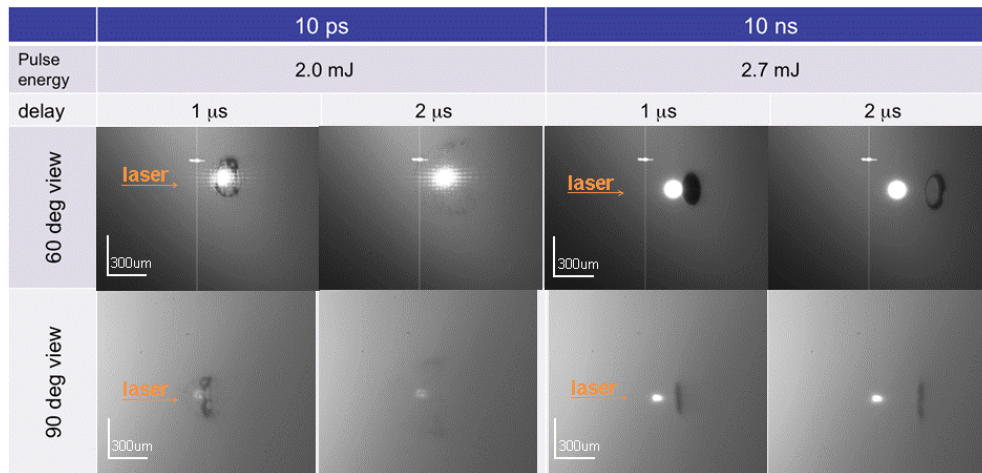 10 ps 10 ns
Pulse energy 2.0 mJ 2.7 mJ
delay 1 μs 2 μs 1 μs 2 μs
60 deg view
laser
300um
laser
300um
90 deg view
laser
300um
laser
300um